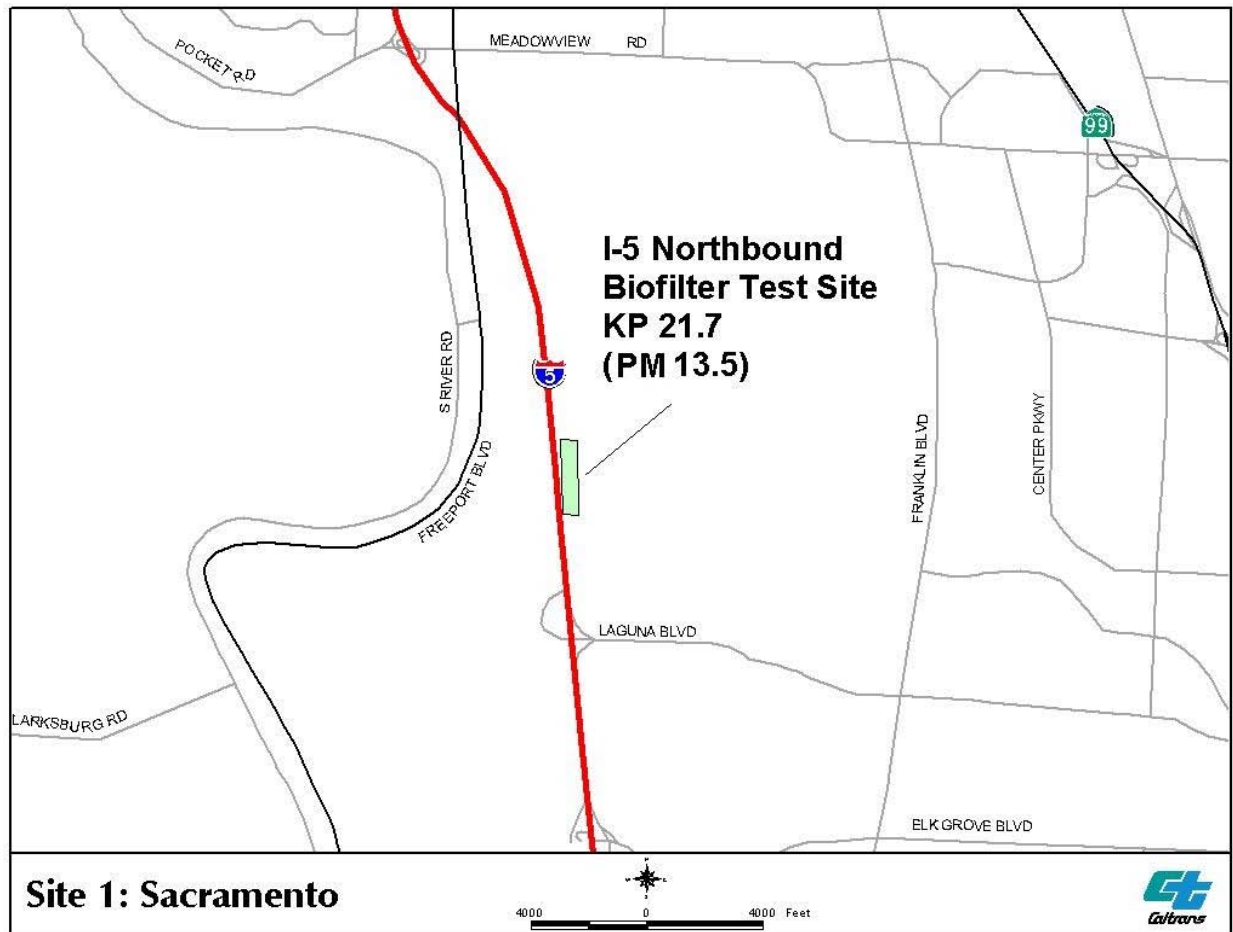 POCKET RD
MEADOWVIEW RD
99
I-5 Northbound
Biofilter Test Site
KP 21.7
(PM 13.5)
5
S RIVER RD
FREEPORT BLVD
FRANKLIN BLVD
CENTER PKWY
LAGUNA BLVD
LARKSBURG RD
ELK GROVE BLVD
Site 1: Sacramento
4000 0 4000 Feet
Ct
Caltrans